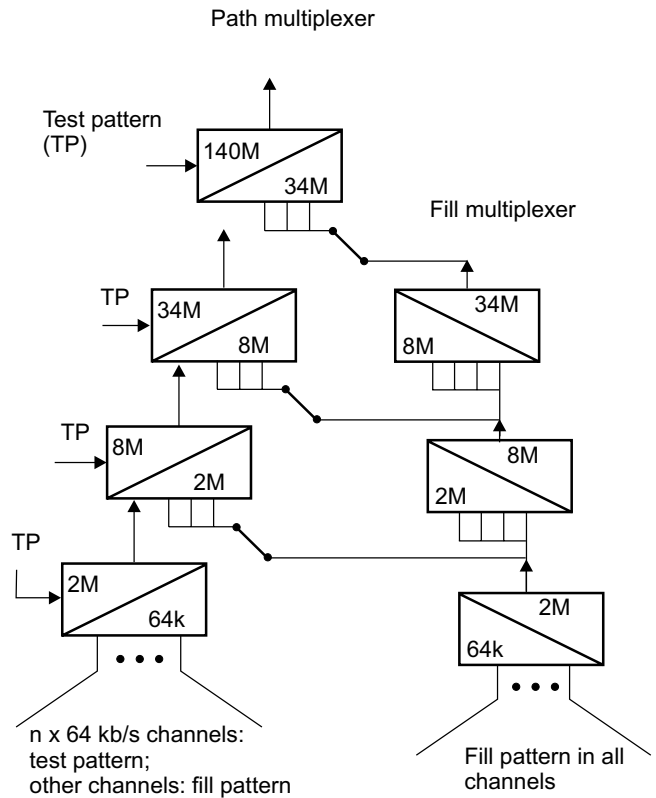 Path multiplexer
Test pattern
(TP)
140M
34M
Fill multiplexer
TP
34M
8M
34M
8M
TP
8M
2M
8M
2M
TP
2M
64k
2M
64k
n x 64 kb/s channels:
test pattern;
other channels: fill pattern
Fill pattern in all
channels